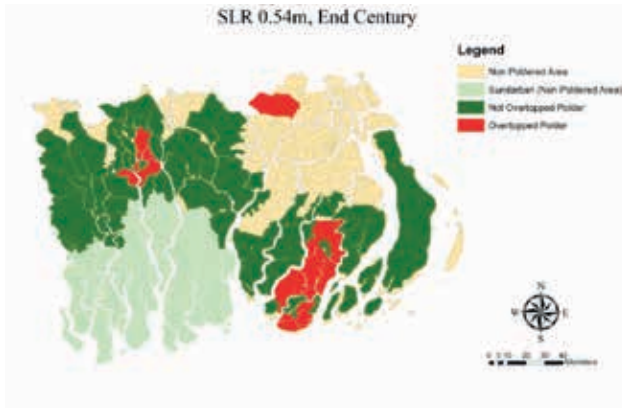 SLR 0.54m, End Century
Legend
Non Poldered Area
Sundarban (Non Poldered Area)
Not Overtopped Polder
Overtopped Polder
N
W E
S